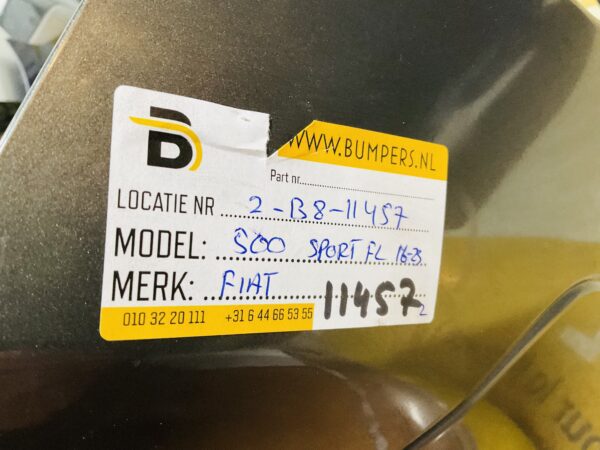 B
WWW.BUMPERS.NL
Part nr.
LOCATIE NR 2-B8-11457
MODEL: 500 SPORT FL 16-23
MERK: FIAT 11457 2
010 32 20 111 +31 6 44 66 53 55